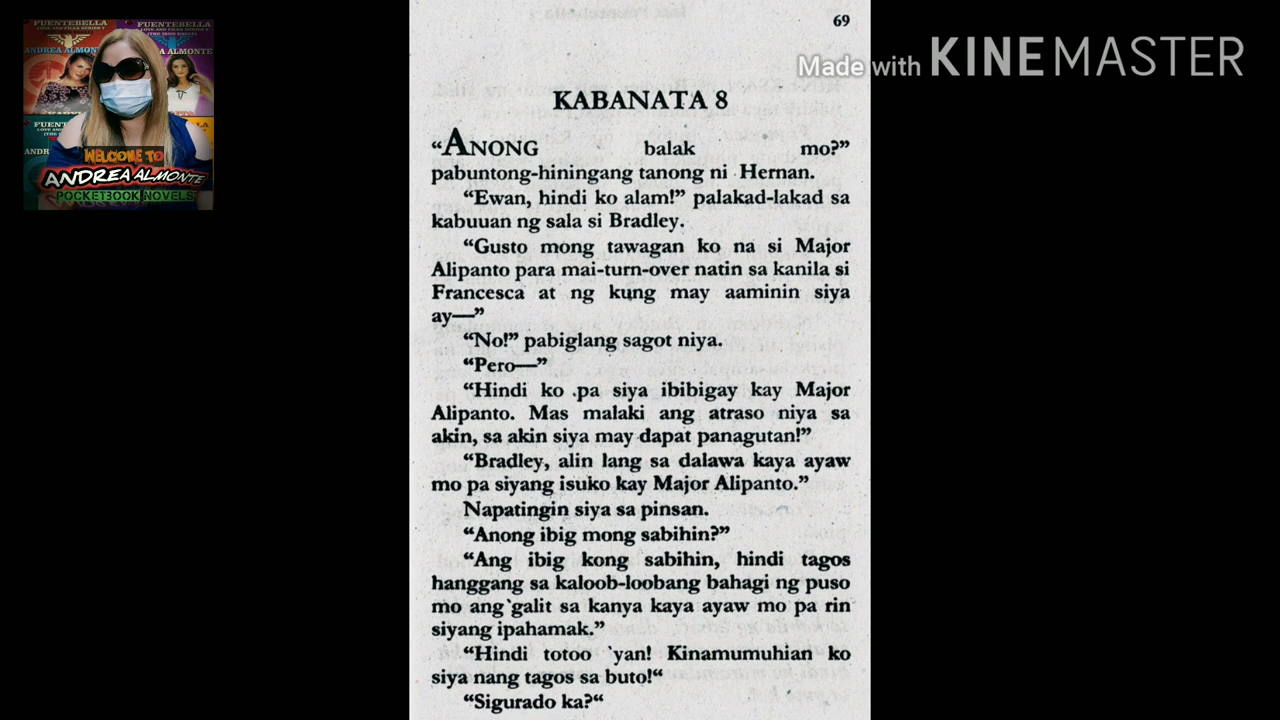 FUENTEBELLA
FUENTEBELLA
ANDREA ALMONTE
ALMONTE
WELCOME TO
ANDREA ALMONTE
POCKETBOOK NOVELS
Made with KINEMASTER
69
KABANATA 8
“ANONG balak mo?”
pabuntong-hiningang tanong ni Hernan.
“Ewan, hindi ko alam!” palakad-lakad sa
kabuuan ng sala si Bradley.
“Gusto mong tawagan ko na si Major
Alipanto para mai-turn-over natin sa kanila si
Francesca at ng kung may aaminin siya
ay—”
“No!” pabiglang sagot niya.
“Pero—”
“Hindi ko pa siya ibibigay kay Major
Alipanto. Mas malaki ang atraso niya sa
akin, sa akin siya may dapat panagutan!”
“Bradley, alin lang sa dalawa kaya ayaw
mo pa siyang isuko kay Major Alipanto.”
Napatingin siya sa pinsan.
“Anong ibig mong sabihin?”
“Ang ibig kong sabihin, hindi tagos
hanggang sa kaloob-loobang bahagi ng puso
mo ang galit sa kanya kaya ayaw mo pa rin
siyang ipahamak.”
“Hindi totoo 'yan! Kinamumuhian ko
siya nang tagos sa buto!“
“Sigurado ka?“